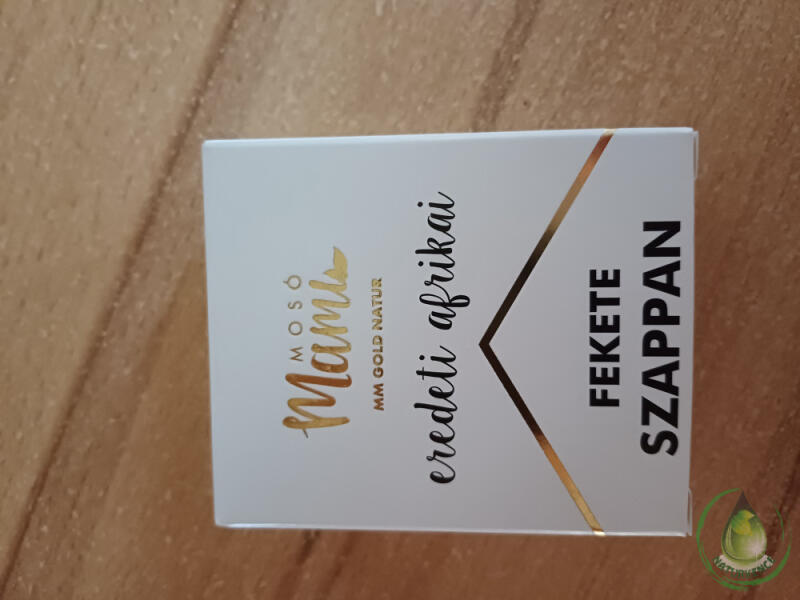 MOSÓ
Mami
MM GOLD NATUR
eredeti afrikai
FEKETE
SZAPPAN